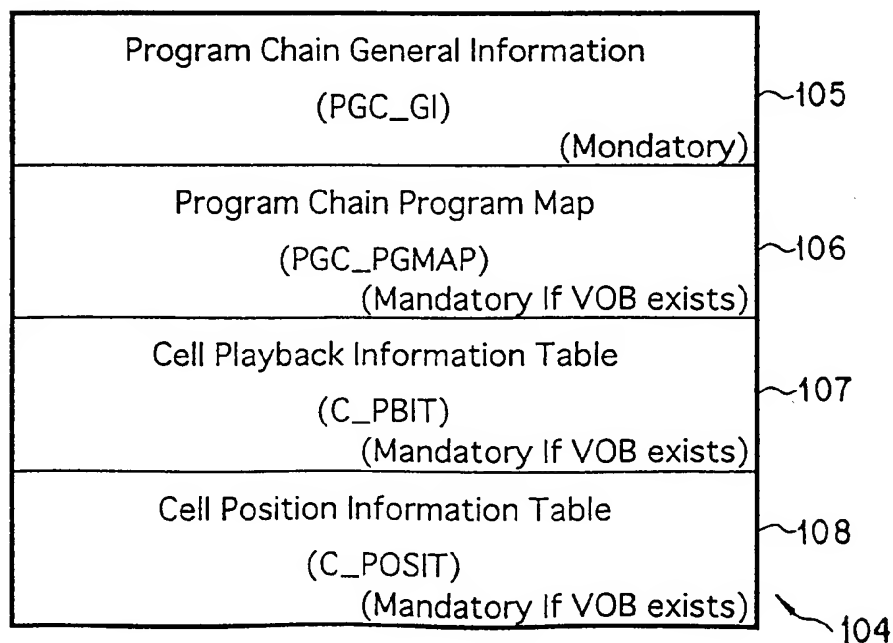 Program Chain General Information
(PGC_GI)
(Mondatory)
105
Program Chain Program Map
(PGC_PGMAP)
(Mandatory If VOB exists)
106
Cell Playback Information Table
(C_PBIT)
(Mandatory If VOB exists)
107
Cell Position Information Table
(C_POSIT)
(Mandatory If VOB exists)
108
104